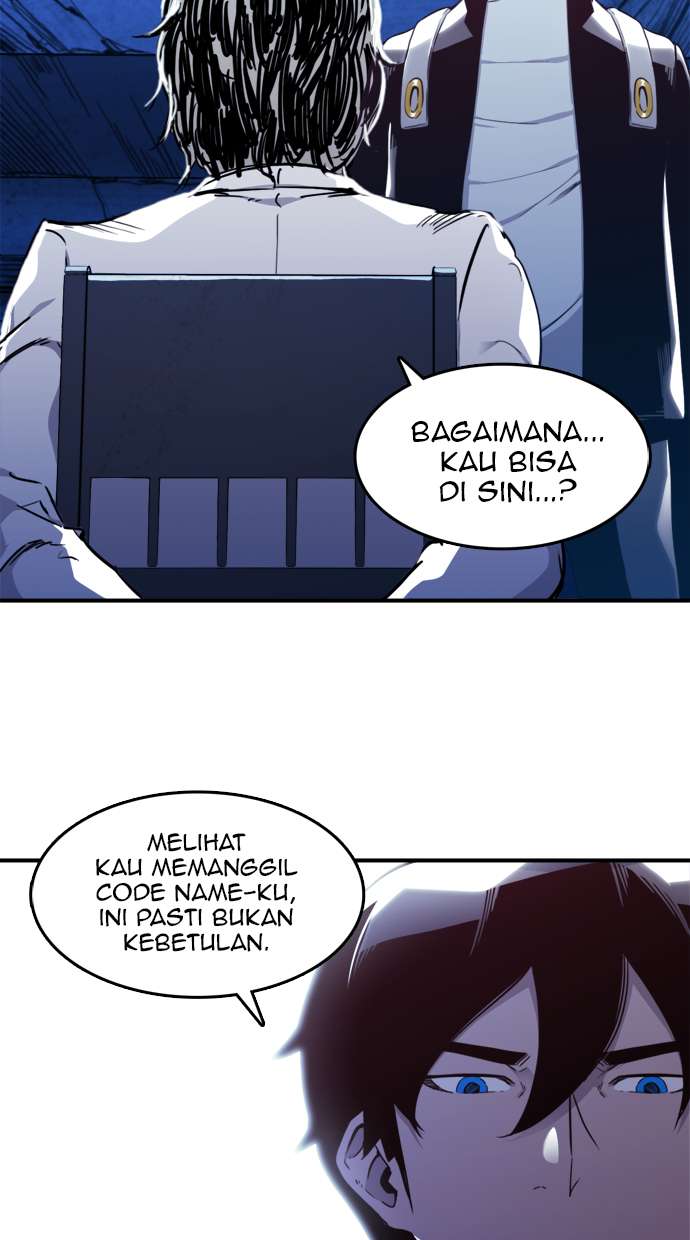 BAGAIMANA...
KAU BISA
DI SINI...?
MELIHAT
KAU MEMANGGIL
CODE NAME-KU,
INI PASTI BUKAN
KEBETULAN.